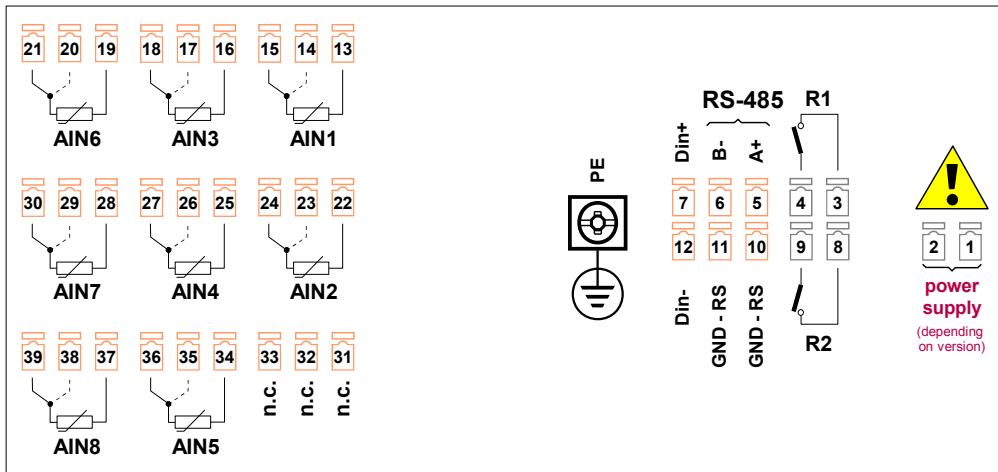 21 20 19 18 17 16 15 14 13
AIN6 AIN3 AIN1
30 29 28 27 26 25 24 23 22
AIN7 AIN4 AIN2
39 38 37 36 35 34 33 32 31
n.c. n.c. n.c.
AIN8 AIN5
PE
RS-485 R1
Din+ B- A+
7 6 5 4 3
12 11 10 9 8
Din- GND - RS GND - RS
R2
!
2 1
power
supply
(depending
on version)